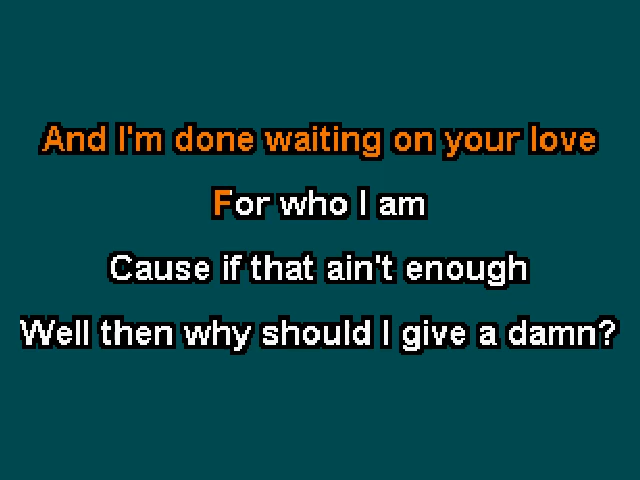 And I'm done waiting on your love
For who I am
Cause if that ain't enough
Well then why should I give a damn?